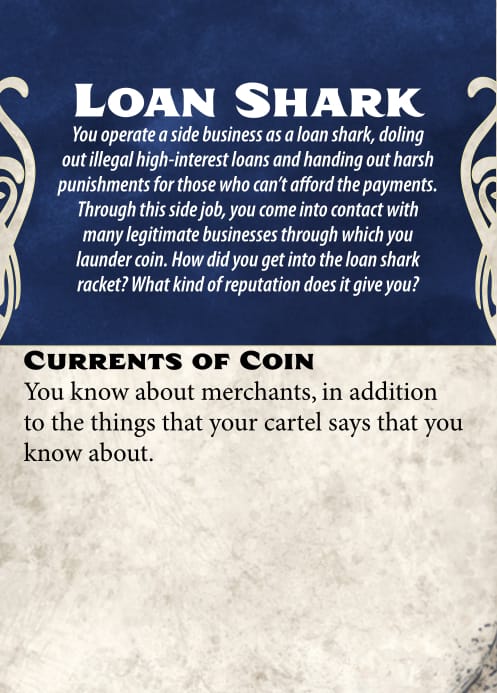 Loan Shark
You operate a side business as a loan shark, doling
out illegal high-interest loans and handing out harsh
punishments for those who can't afford the payments.
Through this side job, you come into contact with
many legitimate businesses through which you
launder coin. How did you get into the loan shark
racket? What kind of reputation does it give you?
Currents of Coin
You know about merchants, in addition
to the things that your cartel says that you
know about.